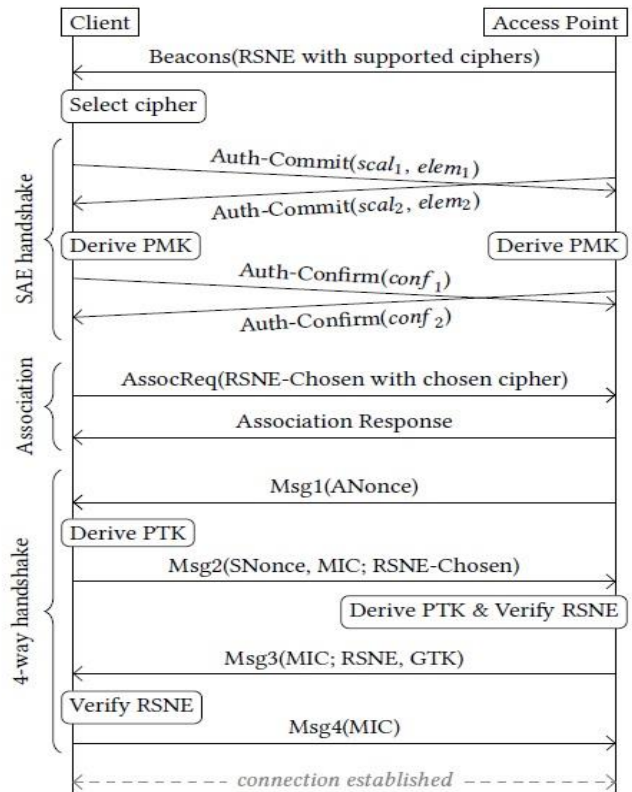 Client
Access Point
Beacons(RSNE with supported ciphers)
Select cipher
SAE handshake
Auth-Commit(scal₁, elem₁)
Auth-Commit(scal₂, elem₂)
Derive PMK
Derive PMK
Auth-Confirm(conf₁)
Auth-Confirm(conf₂)
Association
AssocReq(RSNE-Chosen with chosen cipher)
Association Response
4-way handshake
Msg1(ANonce)
Derive PTK
Msg2(SNonce, MIC; RSNE-Chosen)
Derive PTK & Verify RSNE
Msg3(MIC; RSNE, GTK)
Verify RSNE
Msg4(MIC)
connection established